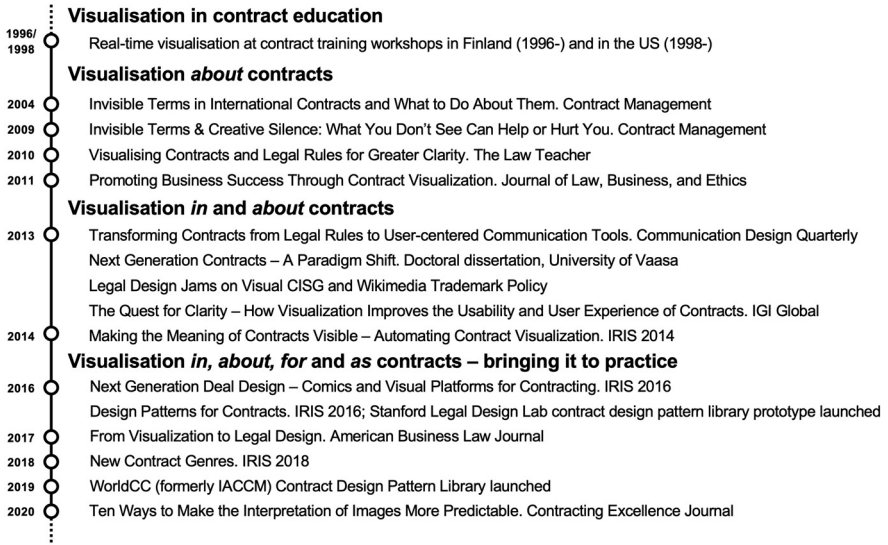 Visualisation in contract education
1996/
1998
Real-time visualisation at contract training workshops in Finland (1996-) and in the US (1998-)
Visualisation about contracts
2004 Invisible Terms in International Contracts and What to Do About Them. Contract Management
2009 Invisible Terms & Creative Silence: What You Don't See Can Help or Hurt You. Contract Management
2010 Visualising Contracts and Legal Rules for Greater Clarity. The Law Teacher
2011 Promoting Business Success Through Contract Visualization. Journal of Law, Business, and Ethics
Visualisation in and about contracts
2013 Transforming Contracts from Legal Rules to User-centered Communication Tools. Communication Design Quarterly
Next Generation Contracts – A Paradigm Shift. Doctoral dissertation, University of Vaasa
Legal Design Jams on Visual CISG and Wikimedia Trademark Policy
The Quest for Clarity – How Visualization Improves the Usability and User Experience of Contracts. IGI Global
2014 Making the Meaning of Contracts Visible – Automating Contract Visualization. IRIS 2014
Visualisation in, about, for and as contracts – bringing it to practice
2016 Next Generation Deal Design – Comics and Visual Platforms for Contracting. IRIS 2016
Design Patterns for Contracts. IRIS 2016; Stanford Legal Design Lab contract design pattern library prototype launched
2017 From Visualization to Legal Design. American Business Law Journal
2018 New Contract Genres. IRIS 2018
2019 WorldCC (formerly IACCM) Contract Design Pattern Library launched
2020 Ten Ways to Make the Interpretation of Images More Predictable. Contracting Excellence Journal